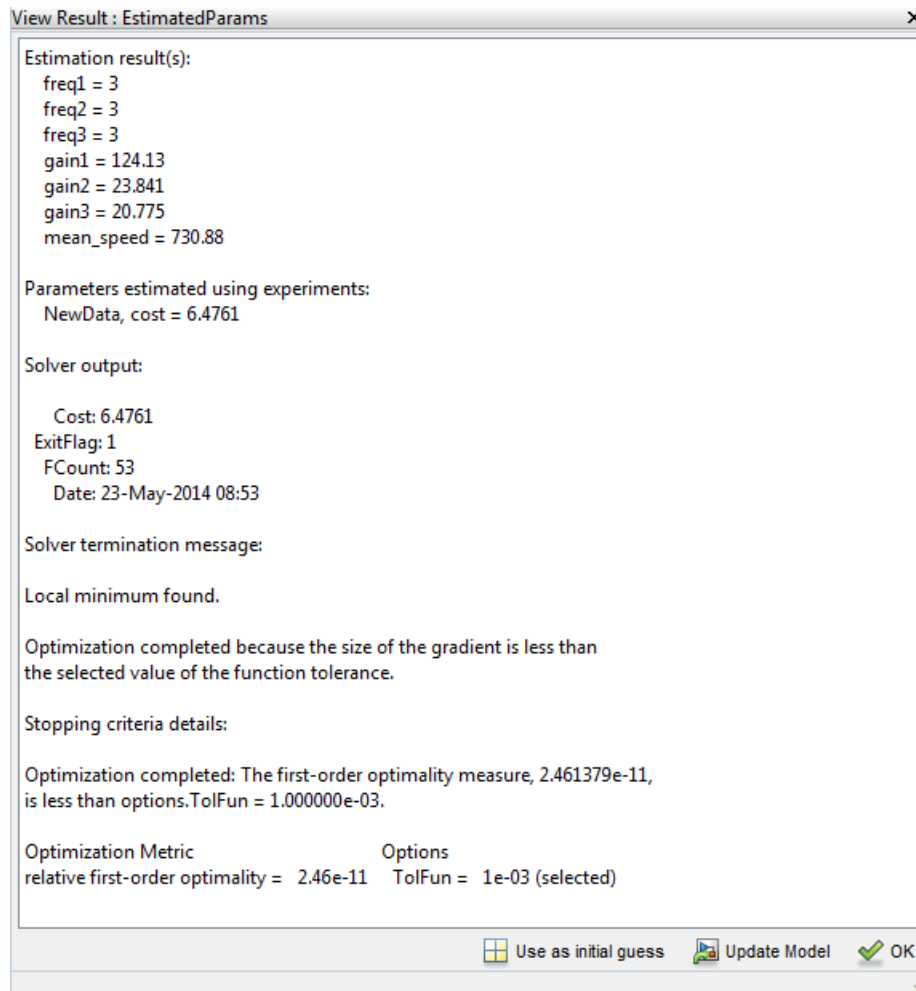 View Result : EstimatedParams
Estimation result(s):
freq1 = 3
freq2 = 3
freq3 = 3
gain1 = 124.13
gain2 = 23.841
gain3 = 20.775
mean_speed = 730.88
Parameters estimated using experiments:
NewData, cost = 6.4761
Solver output:
Cost: 6.4761
ExitFlag: 1
FCount: 53
Date: 23-May-2014 08:53
Solver termination message:
Local minimum found.
Optimization completed because the size of the gradient is less than
the selected value of the function tolerance.
Stopping criteria details:
Optimization completed: The first-order optimality measure, 2.461379e-11,
is less than options.TolFun = 1.000000e-03.
Optimization Metric Options
relative first-order optimality = 2.46e-11 TolFun = 1e-03 (selected)
Use as initial guess Update Model OK